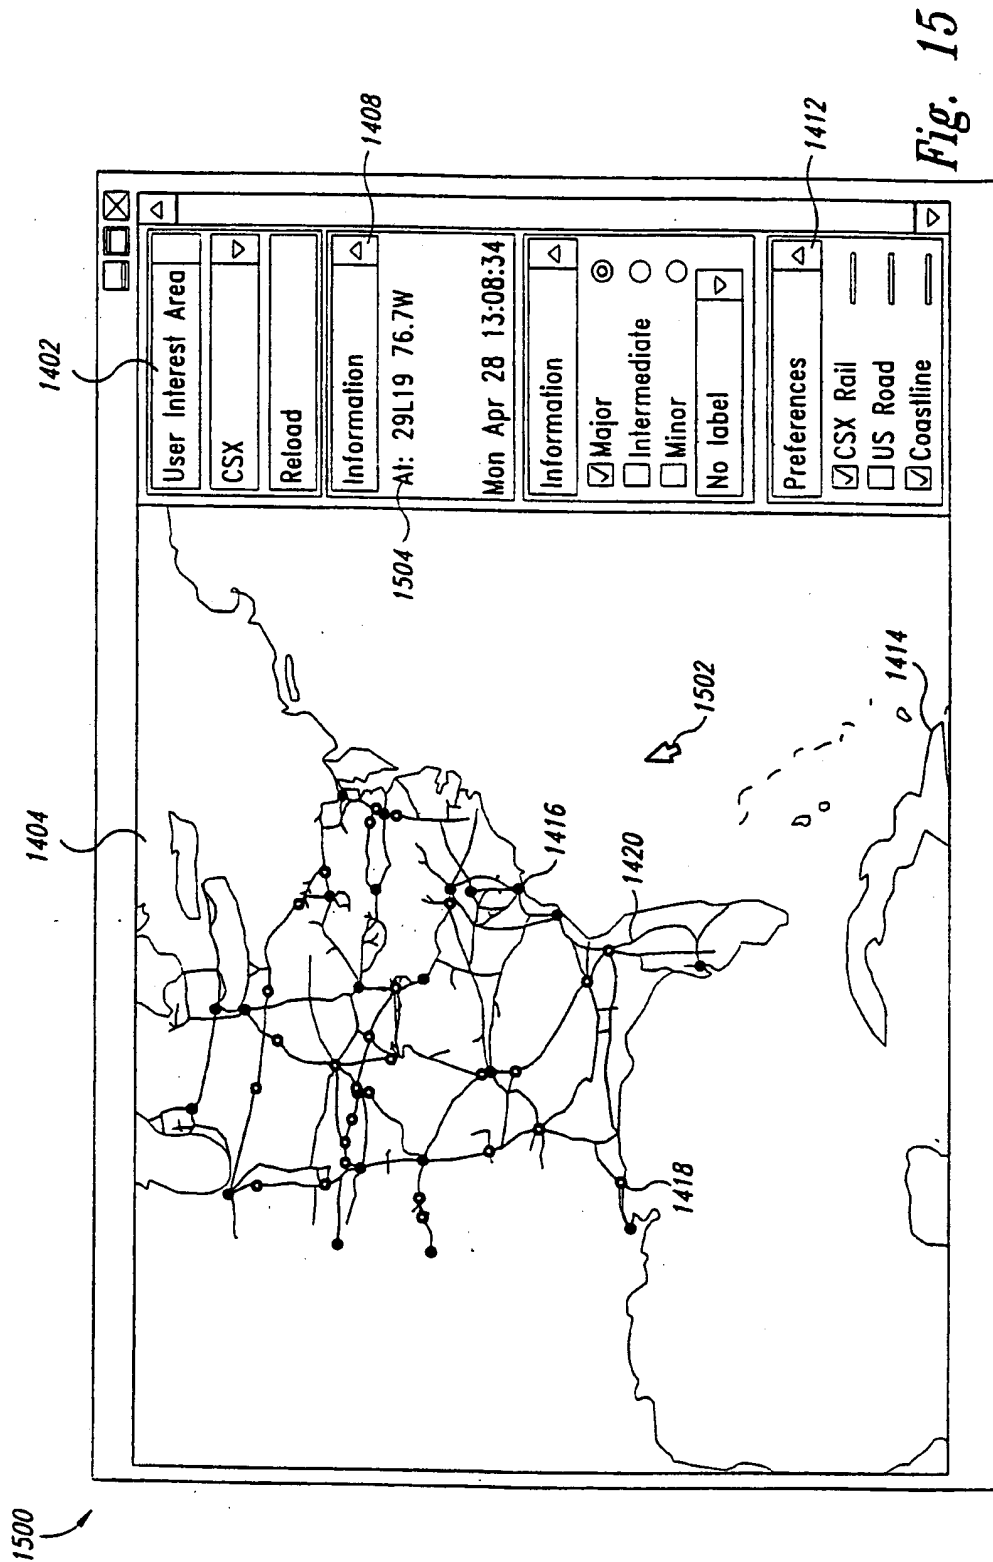 1500
1404
1402
User Interest Area
CSX
Reload
Information
1408
At: 29L19 76.7W
1504
Mon Apr 28 13:08:34
Information
Major
Intermediate
Minor
No label
Preferences
1412
CSX Rail
US Road
Coastline
1502
1416
1420
1418
1414
Fig. 15